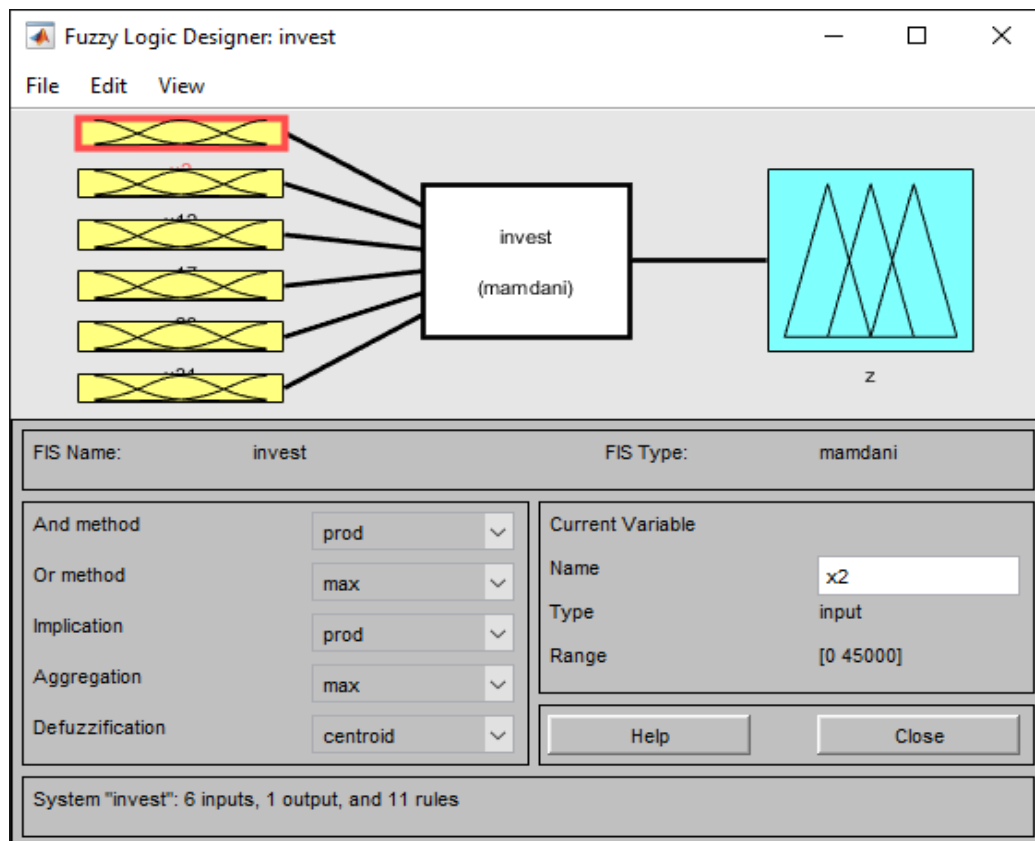 Fuzzy Logic Designer: invest
File Edit View
invest
(mamdani)
z
FIS Name: invest FIS Type: mamdani
And method prod
Or method max
Implication prod
Aggregation max
Defuzzification centroid
Current Variable
Name x2
Type input
Range [0 45000]
Help Close
System "invest": 6 inputs, 1 output, and 11 rules